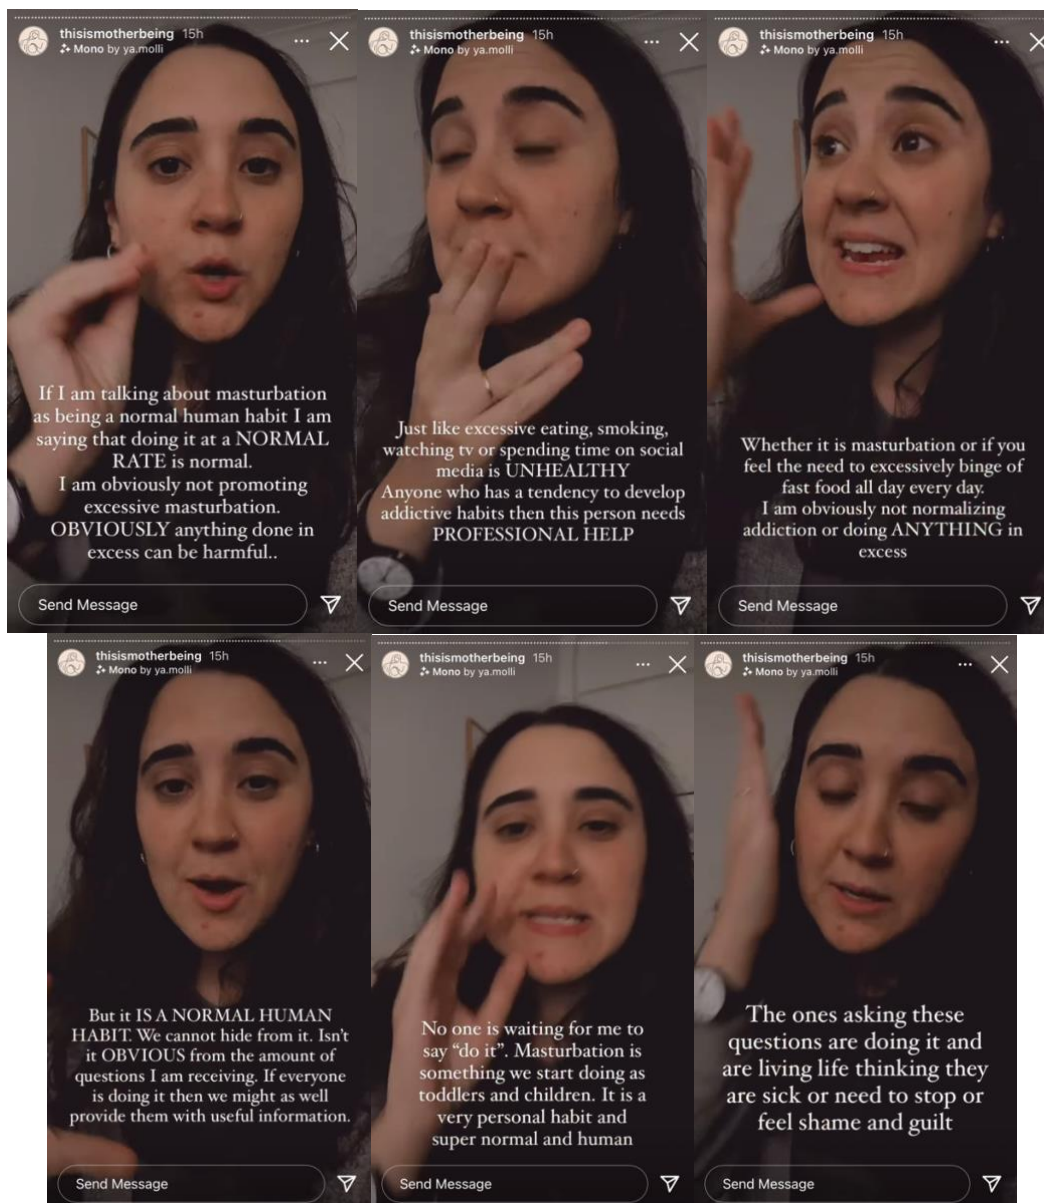 thisismotherbeing 15h
Mono by ya.molli
If I am talking about masturbation
as being a normal human habit I am
saying that doing it at a NORMAL
RATE is normal.
I am obviously not promoting
excessive masturbation.
OBVIOUSLY anything done in
excess can be harmful..
Send Message
thisismotherbeing 15h
Mono by ya.molli
Just like excessive eating, smoking,
watching tv or spending time on social
media is UNHEALTHY
Anyone who has a tendency to develop
addictive habits then this person needs
PROFESSIONAL HELP
Send Message
thisismotherbeing 15h
Mono by ya.molli
Whether it is masturbation or if you
feel the need to excessively binge of
fast food all day every day.
I am obviously not normalizing
addiction or doing ANYTHING in
excess
Send Message
thisismotherbeing 15h
Mono by ya.molli
But it IS A NORMAL HUMAN
HABIT. We cannot hide from it. Isn't
it OBVIOUS from the amount of
questions I am receiving. If everyone
is doing it then we might as well
provide them with useful information.
Send Message
thisismotherbeing 15h
Mono by ya.molli
No one is waiting for me to
say “do it”. Masturbation is
something we start doing as
toddlers and children. It is a
very personal habit and
super normal and human
Send Message
thisismotherbeing 15h
Mono by ya.molli
The ones asking these
questions are doing it and
are living life thinking they
are sick or need to stop or
feel shame and guilt
Send Message